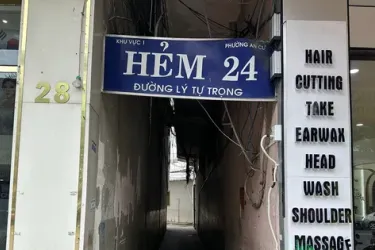 KHU VỰC 1 PHƯỜNG AN CƯ
HẺM 24
ĐƯỜNG LÝ TỰ TRỌNG
28
HAIR
CUTTING
TAKE
EARWAX
HEAD
WASH
SHOULDER
MASSAGE